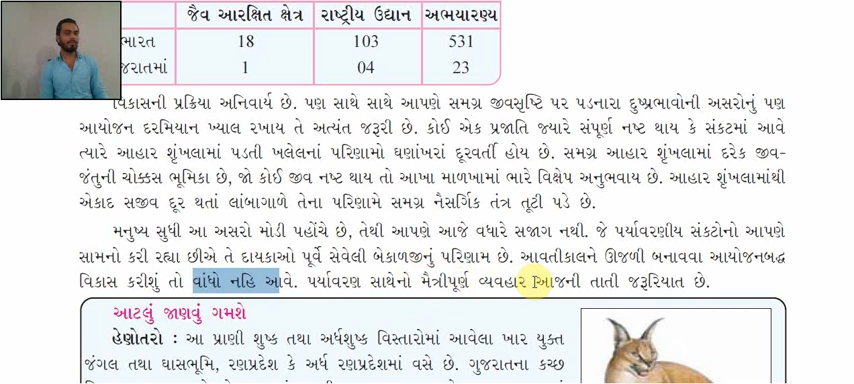 જૈવ આરક્ષિત ક્ષેત્ર રાષ્ટ્રીય ઉદ્યાન અભયારણ્ય
ભારત 18 103 531
જરાતમાં 1 04 23
વિકાસની પ્રક્રિયા અનિવાર્ય છે. પણ સાથે સાથે આપણે સમગ્ર જીવસૃષ્ટિ પર પડનારા દુષ્પ્રભાવોની અસરોનું પણ
આયોજન દરમિયાન ખ્યાલ રખાય તે અત્યંત જરૂરી છે. કોઈ એક પ્રજાતિ જ્યારે સંપૂર્ણ નષ્ટ થાય કે સંકટમાં આવે
ત્યારે આહાર શૃંખલામાં પડતી ખલેલનાં પરિણામો ઘણાંખરાં દૂરવર્તી હોય છે. સમગ્ર આહાર શૃંખલામાં દરેક જીવ-
જંતુની ચોક્કસ ભૂમિકા છે, જો કોઈ જીવ નષ્ટ થાય તો આખા માળખામાં ભારે વિક્ષેપ અનુભવાય છે. આહાર શૃંખલામાંથી
એકાદ સજીવ દૂર થતાં લાંબાગાળે તેના પરિણામે સમગ્ર નૈસર્ગિક તંત્ર તૂટી પડે છે.
મનુષ્ય સુધી આ અસરો મોડી પહોંચે છે, તેથી આપણે આજે વધારે સજાગ નથી. જે પર્યાવરણીય સંકટોનો આપણે
સામનો કરી રહ્યા છીએ તે દાયકાઓ પૂર્વે સેવેલી બેકાળજીનું પરિણામ છે. આવતીકાલને ઊજળી બનાવવા આયોજનબદ્ધ
વિકાસ કરીશું તો વાંધો નહિ આવે. પર્યાવરણ સાથેનો મૈત્રીપૂર્ણ વ્યવહાર આજની તાતી જરૂરિયાત છે.
આટલું જાણવું ગમશે
હેણોતરો : આ પ્રાણી શુષ્ક તથા અર્ધશુષ્ક વિસ્તારોમાં આવેલા ખાર યુક્ત
જંગલ તથા ઘાસભૂમિ, રણપ્રદેશ કે અર્ધ રણપ્રદેશમાં વસે છે. ગુજરાતના કચ્છ